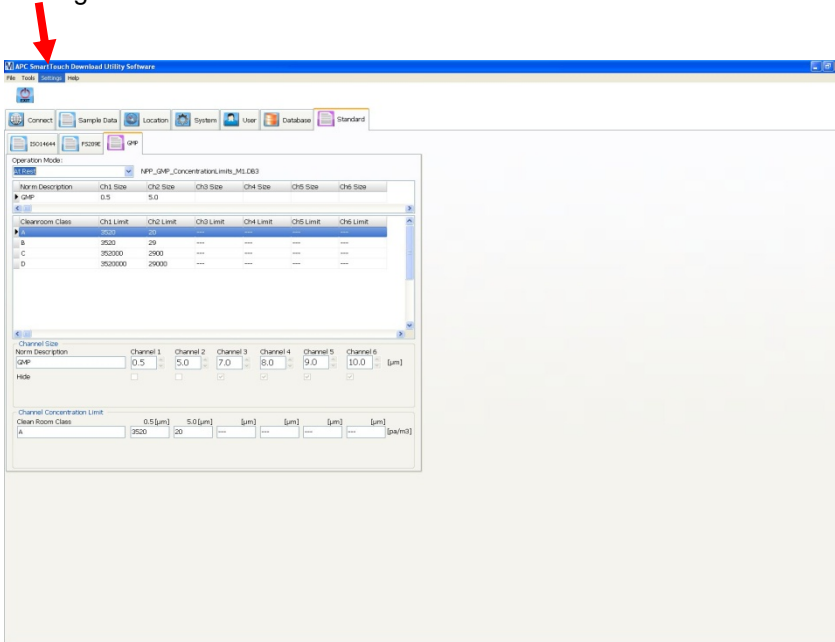 APC SmartTouch Download Utility Software
File Tools Settings Help
EXIT
Connect Sample Data Location System User Database Standard
ISO14644 FS209E GMP
Operation Mode:
At Rest NPP_GMP_ConcentrationLimits_M1.DB3
Norm Description Ch1 Size Ch2 Size Ch3 Size Ch4 Size Ch5 Size Ch6 Size
GMP 0.5 5.0
Cleanroom Class Ch1 Limit Ch2 Limit Ch3 Limit Ch4 Limit Ch5 Limit Ch6 Limit
A 3520 20 --- --- --- ---
B 3520 29 --- --- --- ---
C 352000 2900 --- --- --- ---
D 3520000 29000 --- --- --- ---
Channel Size
Norm Description Channel 1 Channel 2 Channel 3 Channel 4 Channel 5 Channel 6
GMP 0.5 5.0 7.0 8.0 9.0 10.0 [µm]
Hide
Channel Concentration Limit
Clean Room Class 0.5 [µm] 5.0 [µm] [µm] [µm] [µm] [µm]
A 3520 20 --- --- --- --- [pa/m3]